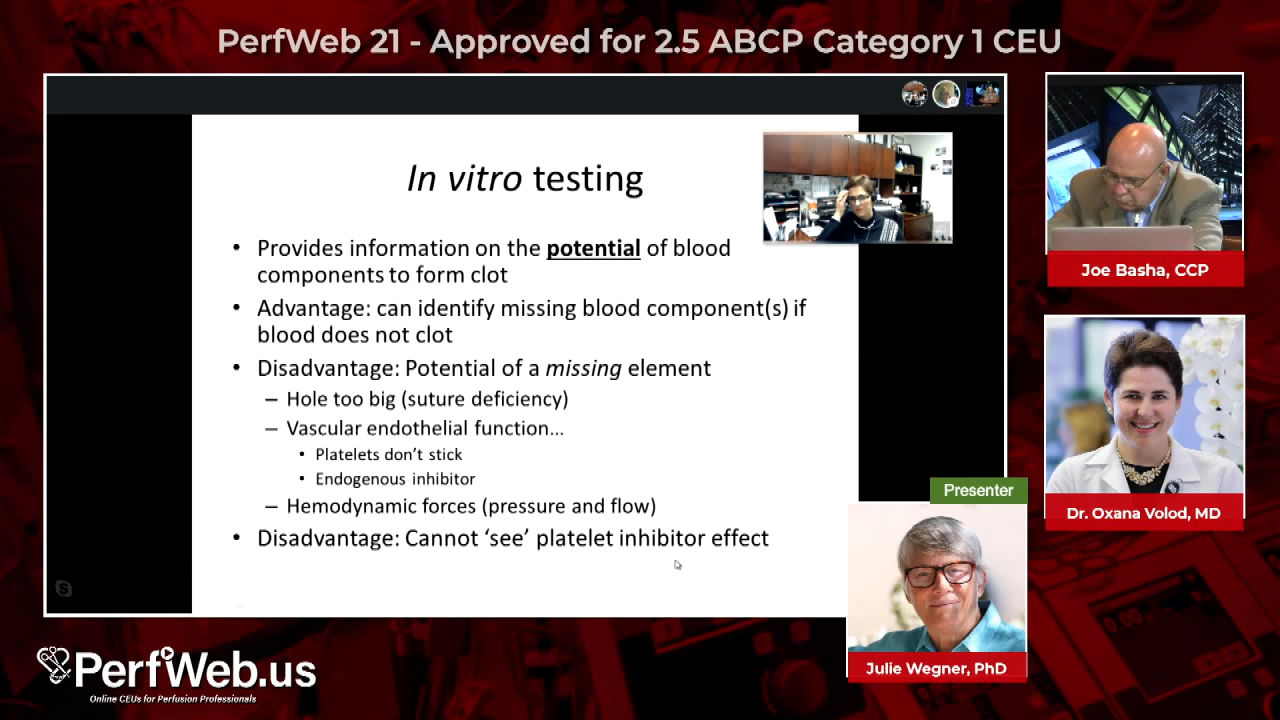 PerfWeb 21 - Approved for 2.5 ABCP Category 1 CEU
In vitro testing
• Provides information on the potential of blood
components to form clot
• Advantage: can identify missing blood component(s) if
blood does not clot
• Disadvantage: Potential of a missing element
– Hole too big (suture deficiency)
– Vascular endothelial function...
• Platelets don’t stick
• Endogenous inhibitor
– Hemodynamic forces (pressure and flow)
• Disadvantage: Cannot ‘see’ platelet inhibitor effect
Joe Basha, CCP
Dr. Oxana Volod, MD
Presenter
Julie Wegner, PhD
PerfWeb.us
Online CEUs for Perfusion Professionals